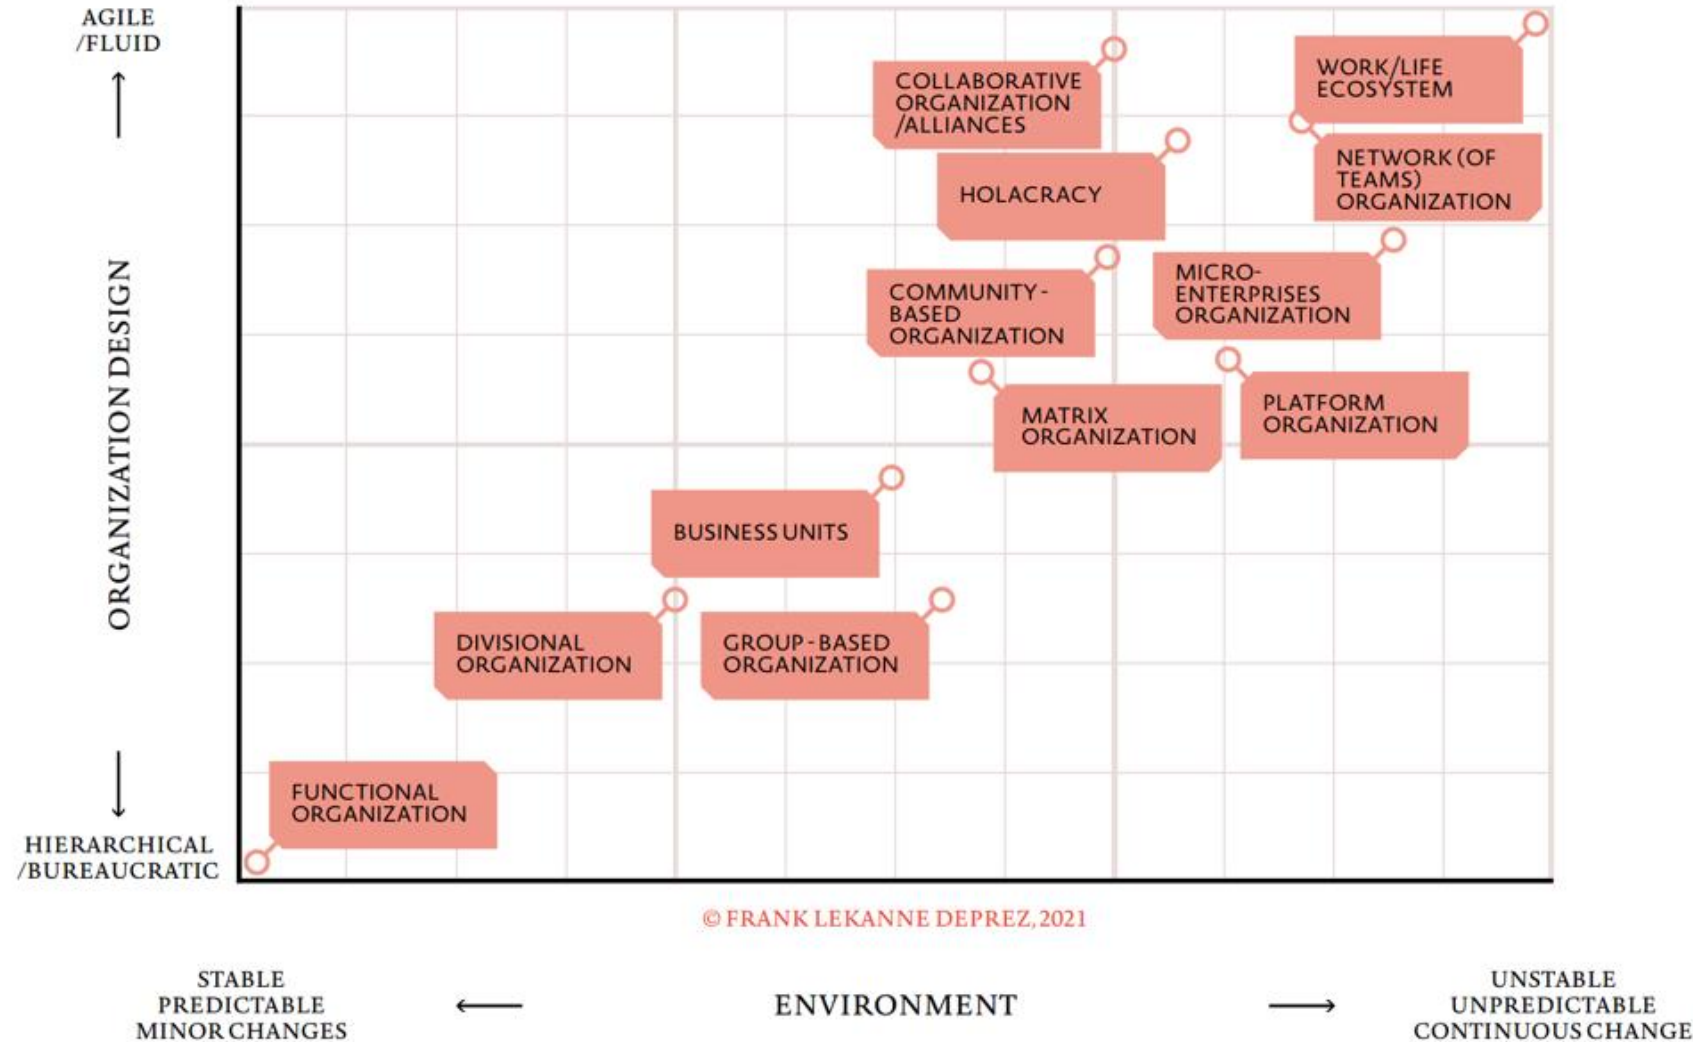 AGILE
/FLUID
COLLABORATIVE
ORGANIZATION
/ALLIANCES
WORK/LIFE
ECOSYSTEM
HOLACRACY
NETWORK (OF
TEAMS)
ORGANIZATION
COMMUNITY-
BASED
ORGANIZATION
MICRO-
ENTERPRISES
ORGANIZATION
MATRIX
ORGANIZATION
PLATFORM
ORGANIZATION
ORGANIZATION DESIGN
BUSINESS UNITS
DIVISIONAL
ORGANIZATION
GROUP-BASED
ORGANIZATION
FUNCTIONAL
ORGANIZATION
HIERARCHICAL
/BUREAUCRATIC
© FRANK LEKANNE DEPREZ, 2021
STABLE
PREDICTABLE
MINOR CHANGES
ENVIRONMENT
UNSTABLE
UNPREDICTABLE
CONTINUOUS CHANGE